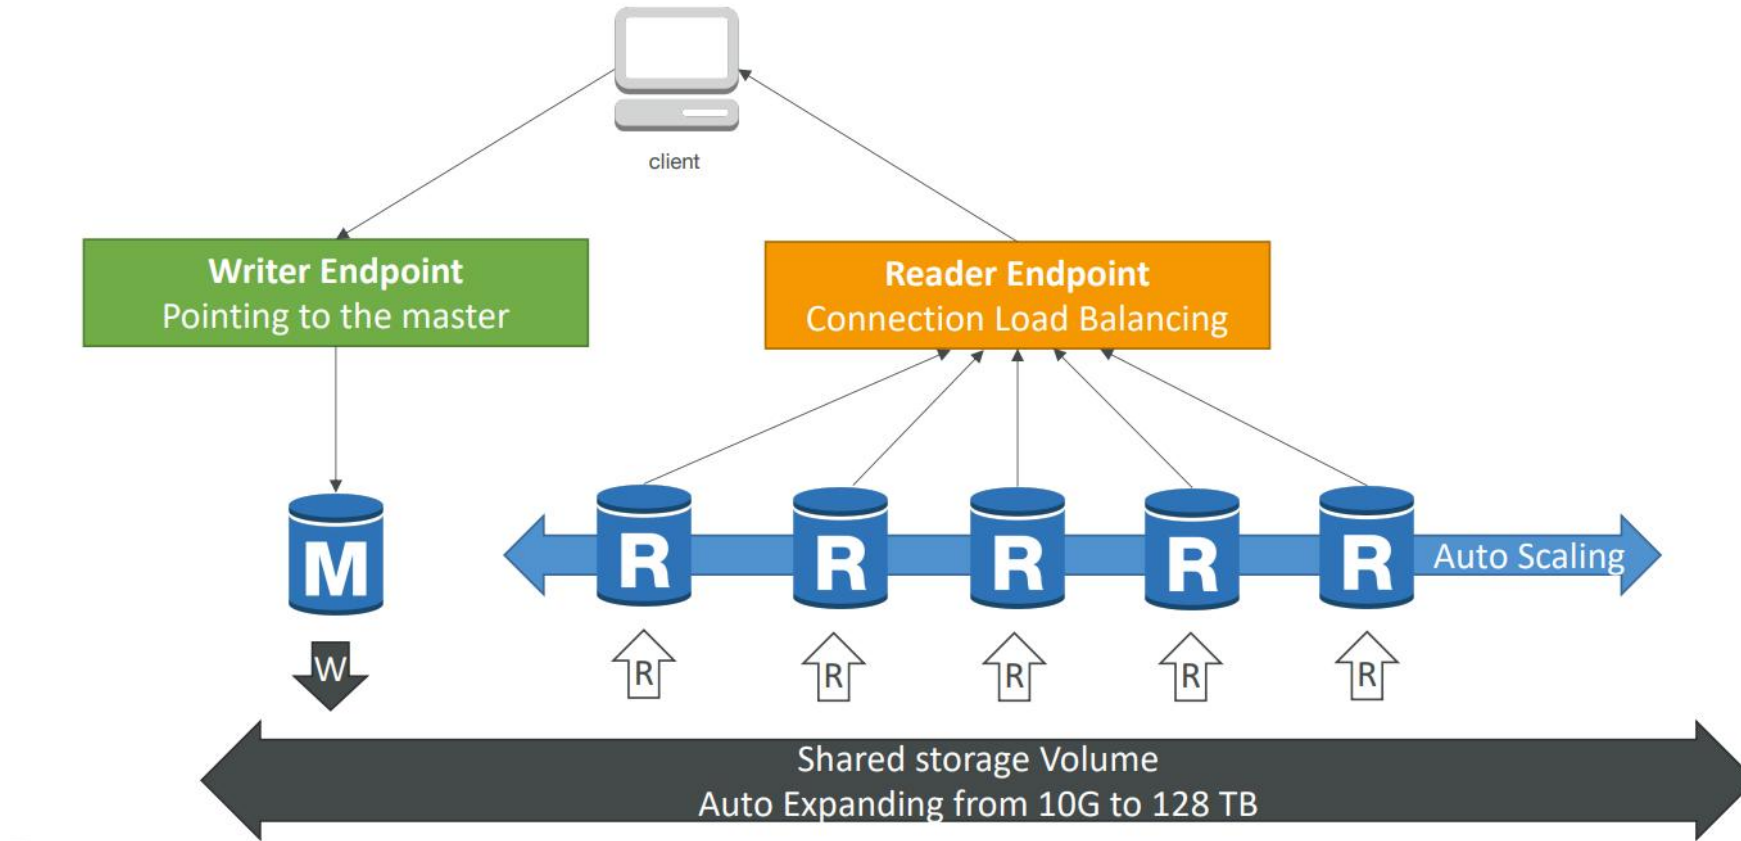 client
Writer Endpoint
Pointing to the master
Reader Endpoint
Connection Load Balancing
M
R
R
R
R
R
Auto Scaling
W
R
R
R
R
R
Shared storage Volume
Auto Expanding from 10G to 128 TB